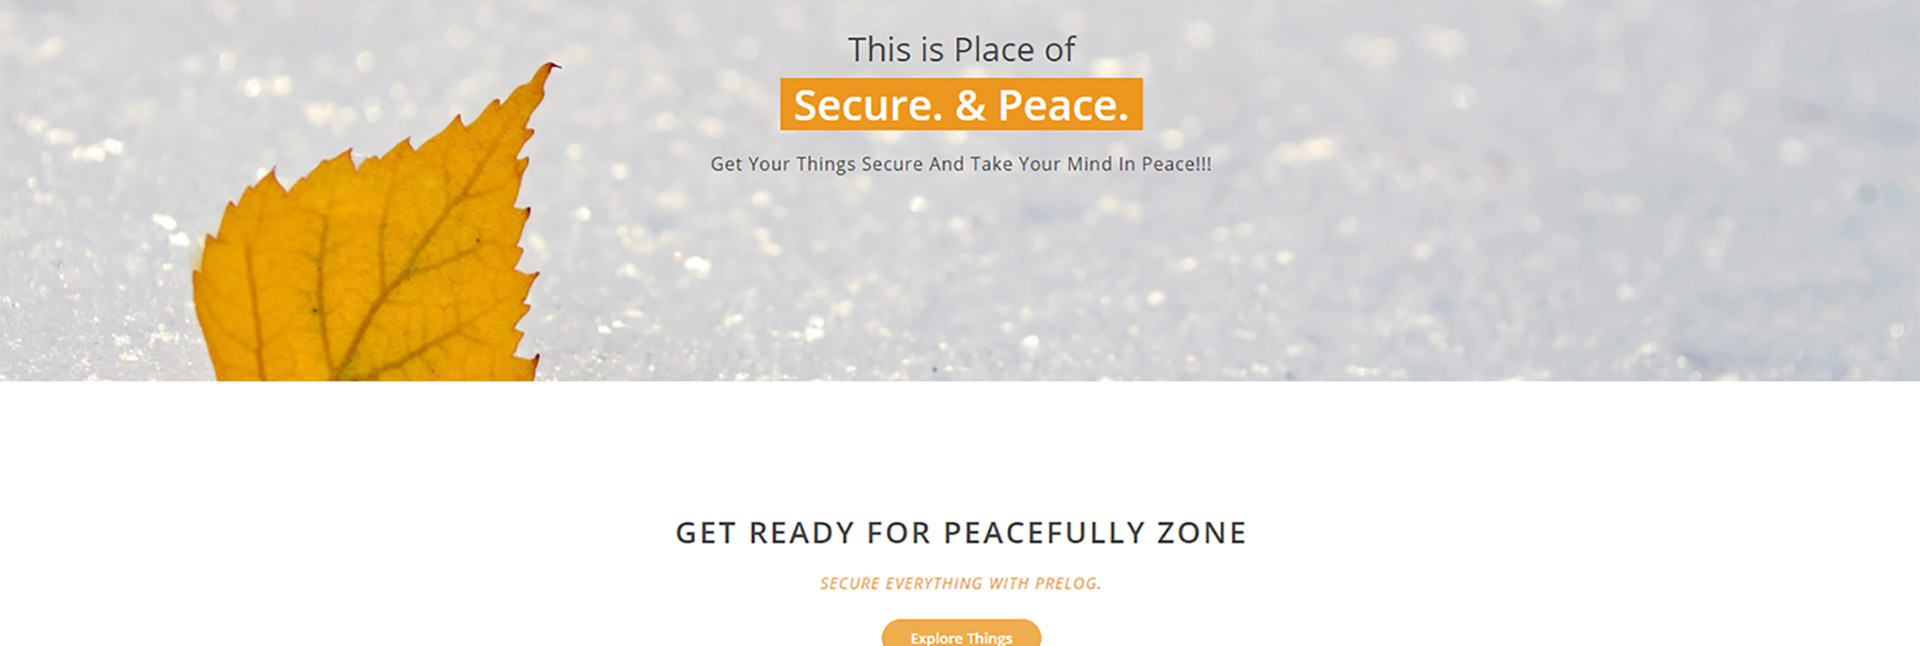 This is Place of
Secure. & Peace.
Get Your Things Secure And Take Your Mind In Peace!!!
GET READY FOR PEACEFULLY ZONE
SECURE EVERYTHING WITH PRELOG.
Explore Things